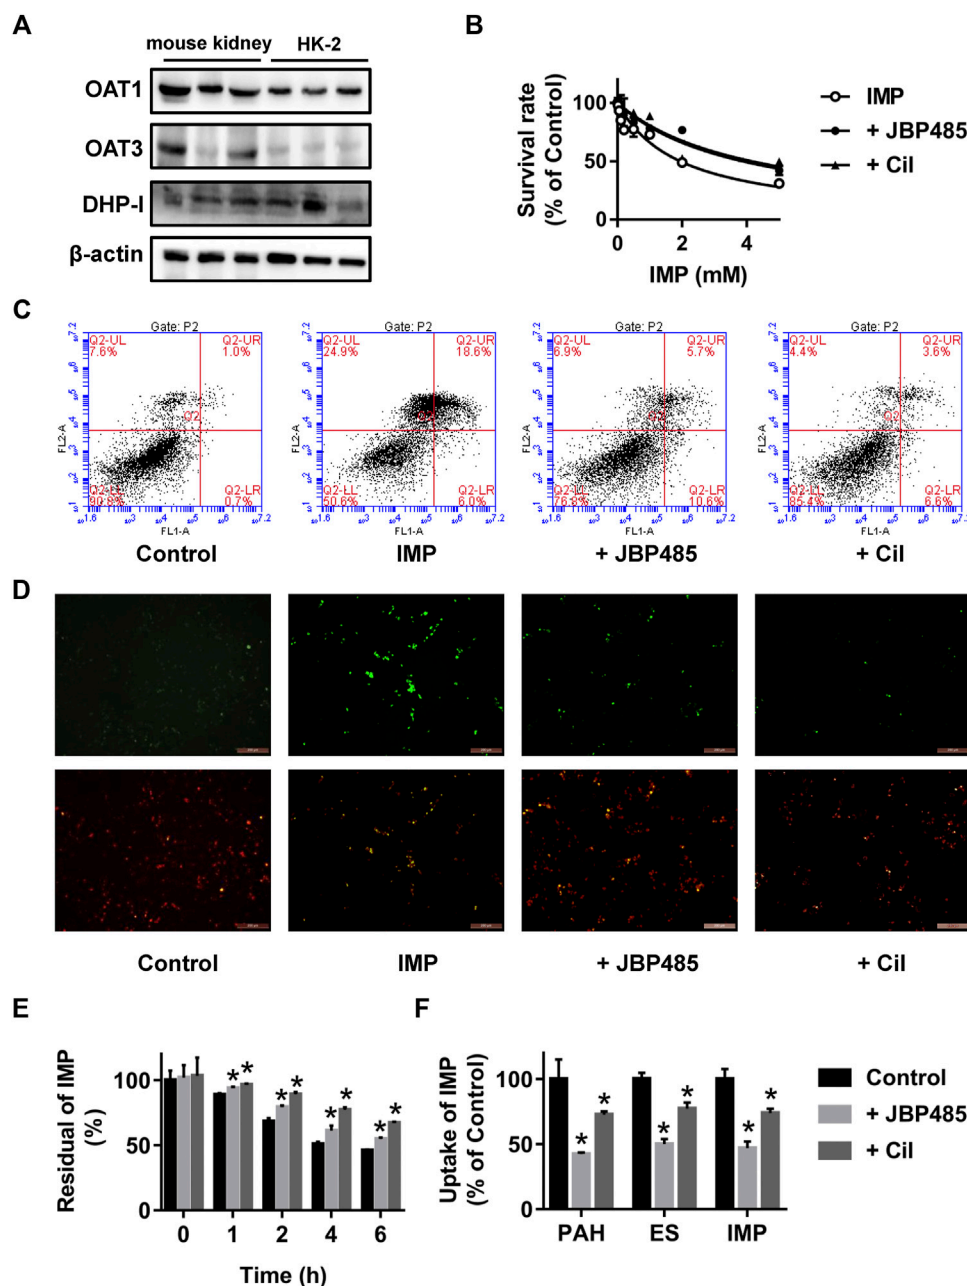 A
mouse kidney HK-2
OAT1
OAT3
DHP-I
β-actin
B
Survival rate
(% of Control)
100
50
0
0 2 4
IMP (mM)
IMP
+ JBP485
+ Cil
C
Gate: P2
Q2-UL
7.6%
Q2-UR
1.0%
Q2
Q2-LL
Q2-LR
0.7%
FL2-A
FL1-A
Control
Gate: P2
Q2-UL
24.9%
Q2-UR
18.6%
Q2-LL
50.6%
Q2-LR
6.0%
FL2-A
FL1-A
IMP
Gate: P2
Q2-UL
6.9%
Q2-UR
5.7%
Q2-LL
76.8%
Q2-LR
10.6%
FL2-A
FL1-A
+ JBP485
Gate: P2
Q2-UL
4.4%
Q2-UR
3.6%
Q2
Q2-LL
85.4%
Q2-LR
6.6%
FL2-A
FL1-A
+ Cil
D
Control
IMP
+ JBP485
+ Cil
E
Residual of IMP
(%)
100
50
0
* * * * * * * *
0 1 2 4 6
Time (h)
F
Uptake of IMP
(% of Control)
100
50
0
* * * * * *
PAH ES IMP
Control
+ JBP485
+ Cil